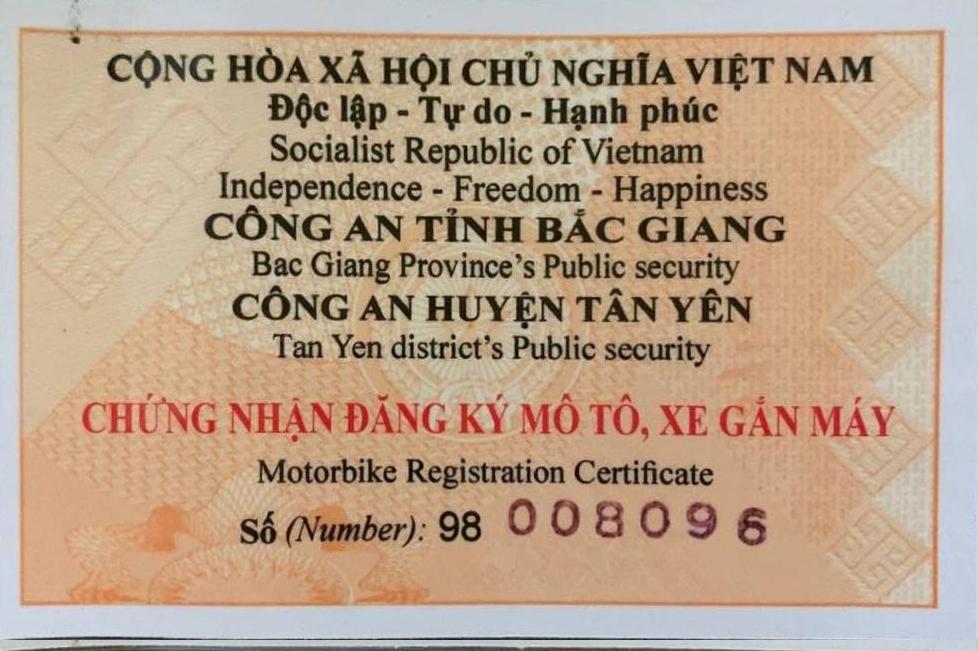 CỘNG HÒA XÃ HỘI CHỦ NGHĨA VIỆT NAM
Độc lập - Tự do - Hạnh phúc
Socialist Republic of Vietnam
Independence - Freedom - Happiness
CÔNG AN TỈNH BẮC GIANG
Bac Giang Province's Public security
CÔNG AN HUYỆN TÂN YÊN
Tan Yen district's Public security
CHỨNG NHẬN ĐĂNG KÝ MÔ TÔ, XE GẮN MÁY
Motorbike Registration Certificate
Số (Number): 98 008096